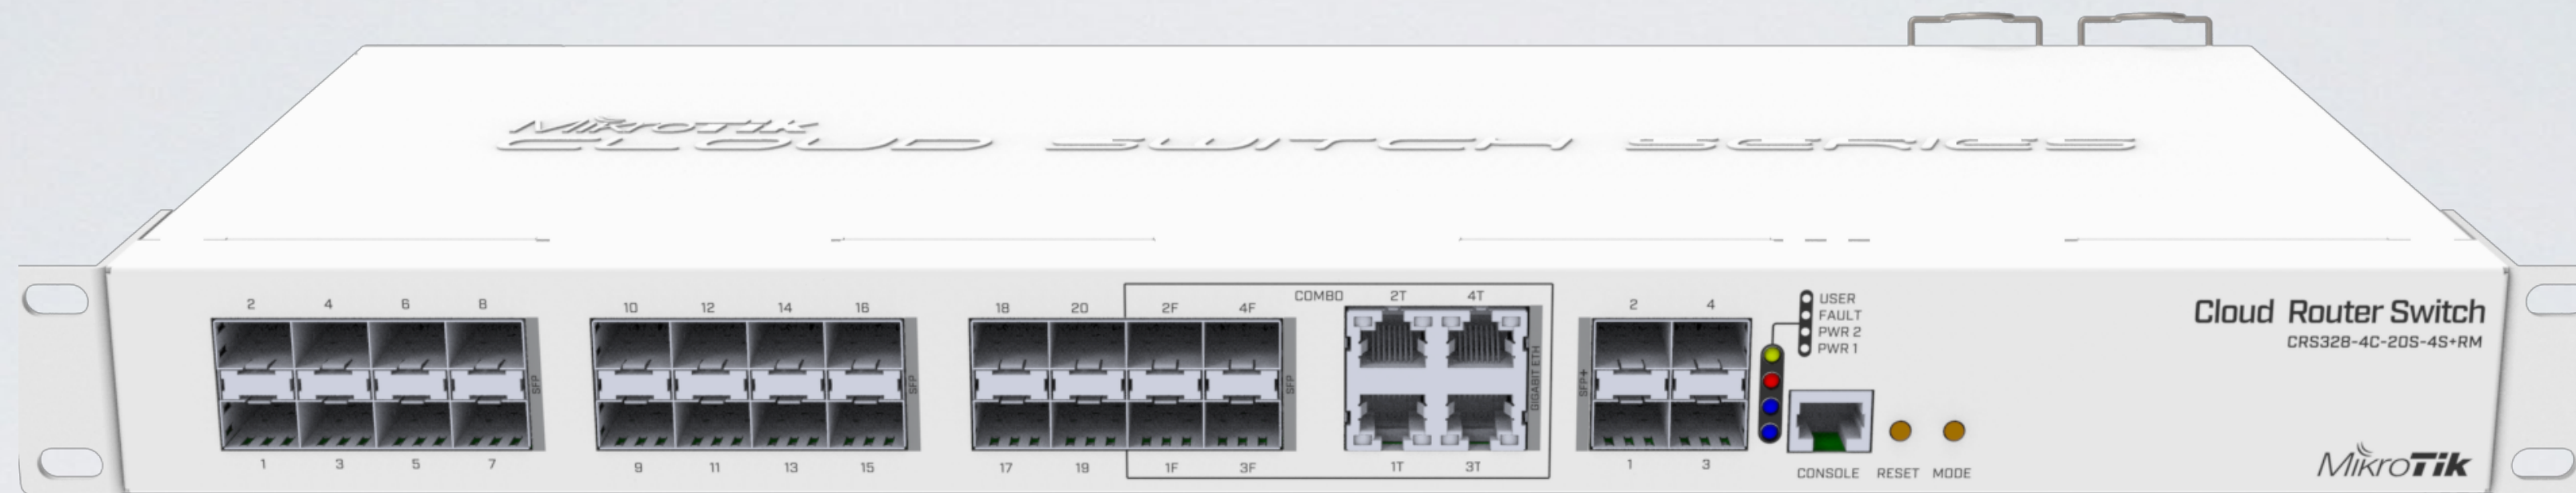 MikroTik
CLOUD SWITCH SERIES
2 4 6 8
10 12 14 16
18 20 2F 4F
COMBO 2T 4T
2 4
USER
FAULT
PWR 2
PWR 1
SFP
SFP
SFP
GIGABIT ETH
SFP+
1 3 5 7
9 11 13 15
17 19 1F 3F
1T 3T
1 3
CONSOLE RESET MODE
Cloud Router Switch
CRS328-4C-20S-4S+RM
MikroTik